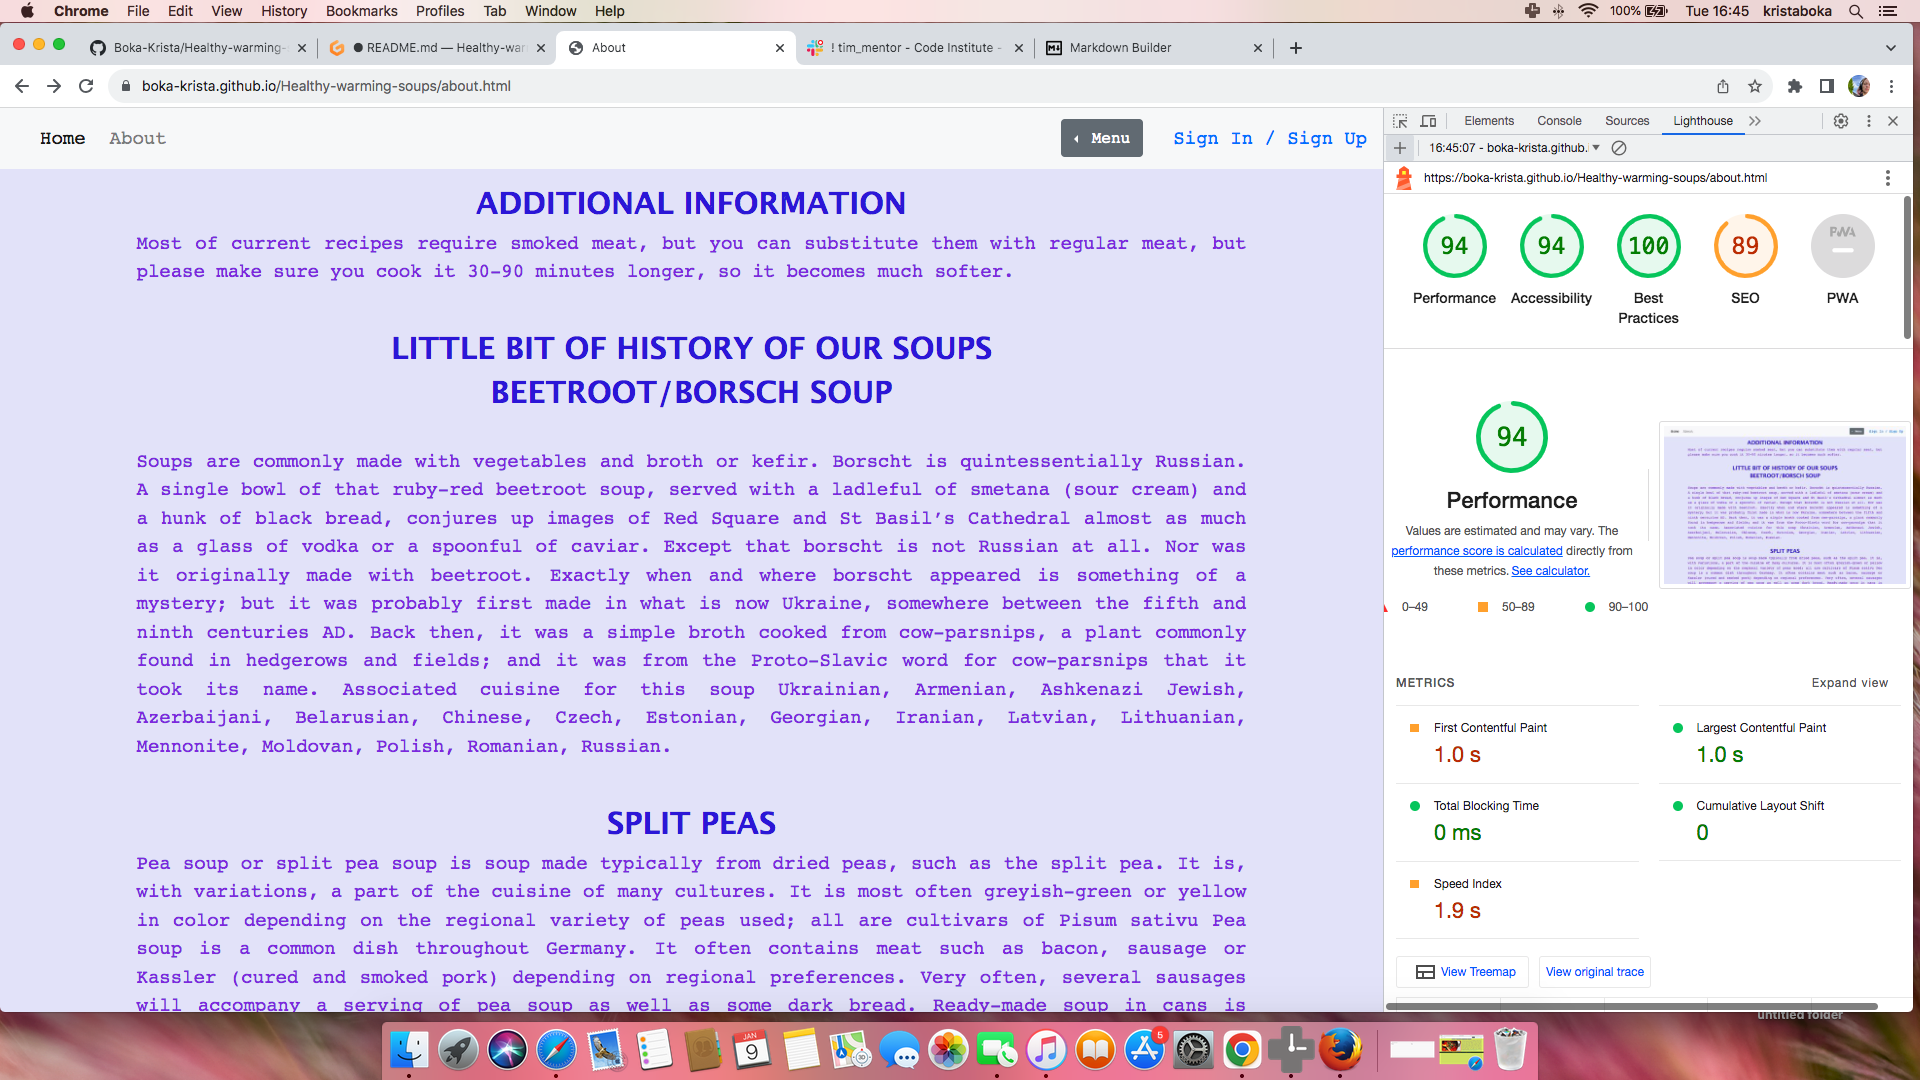 Chrome File Edit View History Bookmarks Profiles Tab Window Help 100% Tue 16:45 kristaboka
Boka-Krista/Healthy-warming-
● README.md — Healthy-war
About
! tim_mentor - Code Institute -
Markdown Builder
boka-krista.github.io/Healthy-warming-soups/about.html
Home About Menu Sign In / Sign Up
ADDITIONAL INFORMATION
Most of current recipes require smoked meat, but you can substitute them with regular meat, but
please make sure you cook it 30-90 minutes longer, so it becomes much softer.
LITTLE BIT OF HISTORY OF OUR SOUPS
BEETROOT/BORSCH SOUP
Soups are commonly made with vegetables and broth or kefir. Borscht is quintessentially Russian.
A single bowl of that ruby-red beetroot soup, served with a ladleful of smetana (sour cream) and
a hunk of black bread, conjures up images of Red Square and St Basil’s Cathedral almost as much
as a glass of vodka or a spoonful of caviar. Except that borscht is not Russian at all. Nor was
it originally made with beetroot. Exactly when and where borscht appeared is something of a
mystery; but it was probably first made in what is now Ukraine, somewhere between the fifth and
ninth centuries AD. Back then, it was a simple broth cooked from cow-parsnips, a plant commonly
found in hedgerows and fields; and it was from the Proto-Slavic word for cow-parsnips that it
took its name. Associated cuisine for this soup Ukrainian, Armenian, Ashkenazi Jewish,
Azerbaijani, Belarusian, Chinese, Czech, Estonian, Georgian, Iranian, Latvian, Lithuanian,
Mennonite, Moldovan, Polish, Romanian, Russian.
SPLIT PEAS
Pea soup or split pea soup is soup made typically from dried peas, such as the split pea. It is,
with variations, a part of the cuisine of many cultures. It is most often greyish-green or yellow
in color depending on the regional variety of peas used; all are cultivars of Pisum sativu Pea
soup is a common dish throughout Germany. It often contains meat such as bacon, sausage or
Kassler (cured and smoked pork) depending on regional preferences. Very often, several sausages
will accompany a serving of pea soup as well as some dark bread. Ready-made soup in cans is
Elements Console Sources Lighthouse
16:45:07 - boka-krista.github.
https://boka-krista.github.io/Healthy-warming-soups/about.html
94 94 100 89 PWA
Performance Accessibility Best Practices SEO PWA
94
Performance
Values are estimated and may vary. The
performance score is calculated directly from
these metrics. See calculator.
0–49 50–89 90–100
METRICS Expand view
First Contentful Paint
1.0 s
Largest Contentful Paint
1.0 s
Total Blocking Time
0 ms
Cumulative Layout Shift
0
Speed Index
1.9 s
View Treemap View original trace
untitled folder
JAN
9
3D
5